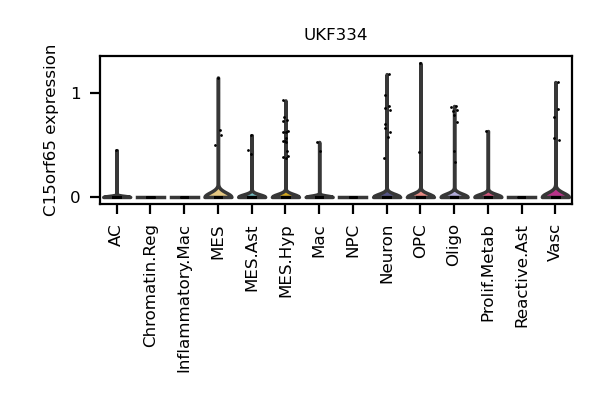 UKF334
C15orf65 expression
1
0
AC
Chromatin.Reg
Inflammatory.Mac
MES
MES.Ast
MES.Hyp
Mac
NPC
Neuron
OPC
Oligo
Prolif.Metab
Reactive.Ast
Vasc